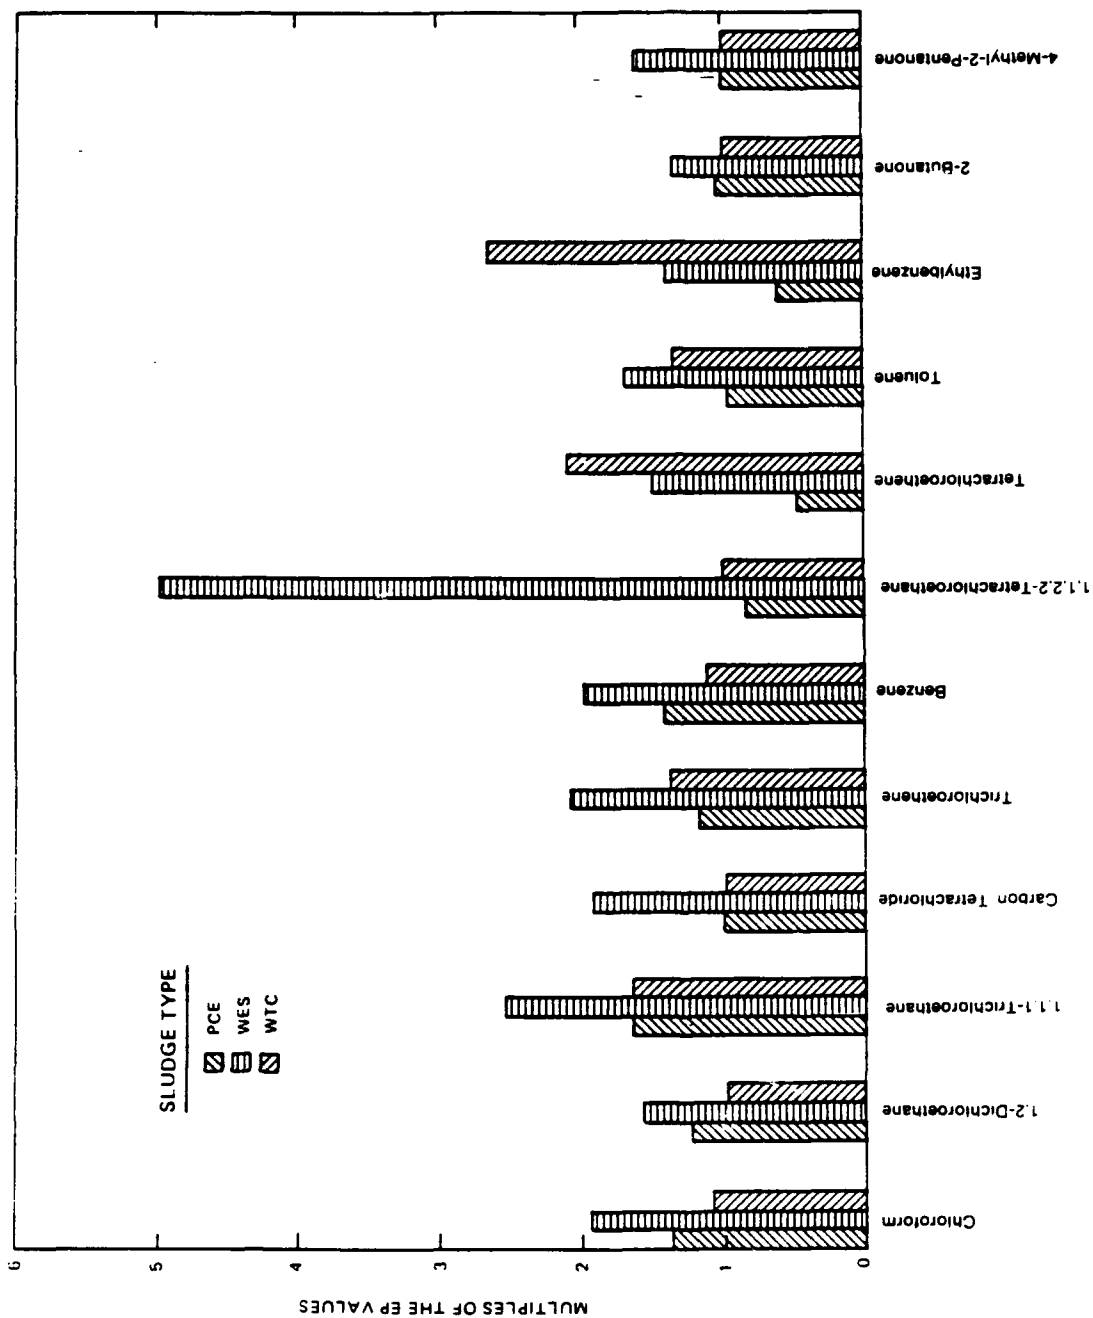 MULTIPLES OF THE EP VALUES
6
5
4
3
2
1
0
SLUDGE TYPE
PCE
WES
WTC
Chloroform
1.2-Dichloroethane
1.1.1-Trichloroethane
Carbon Tetrachloride
Trichloroethene
Benzene
1.1.2.2-Tetrachloroethane
Tetrachloroethene
Toluene
Ethylbenzene
2-Butanone
4-Methyl-2-Pentanone